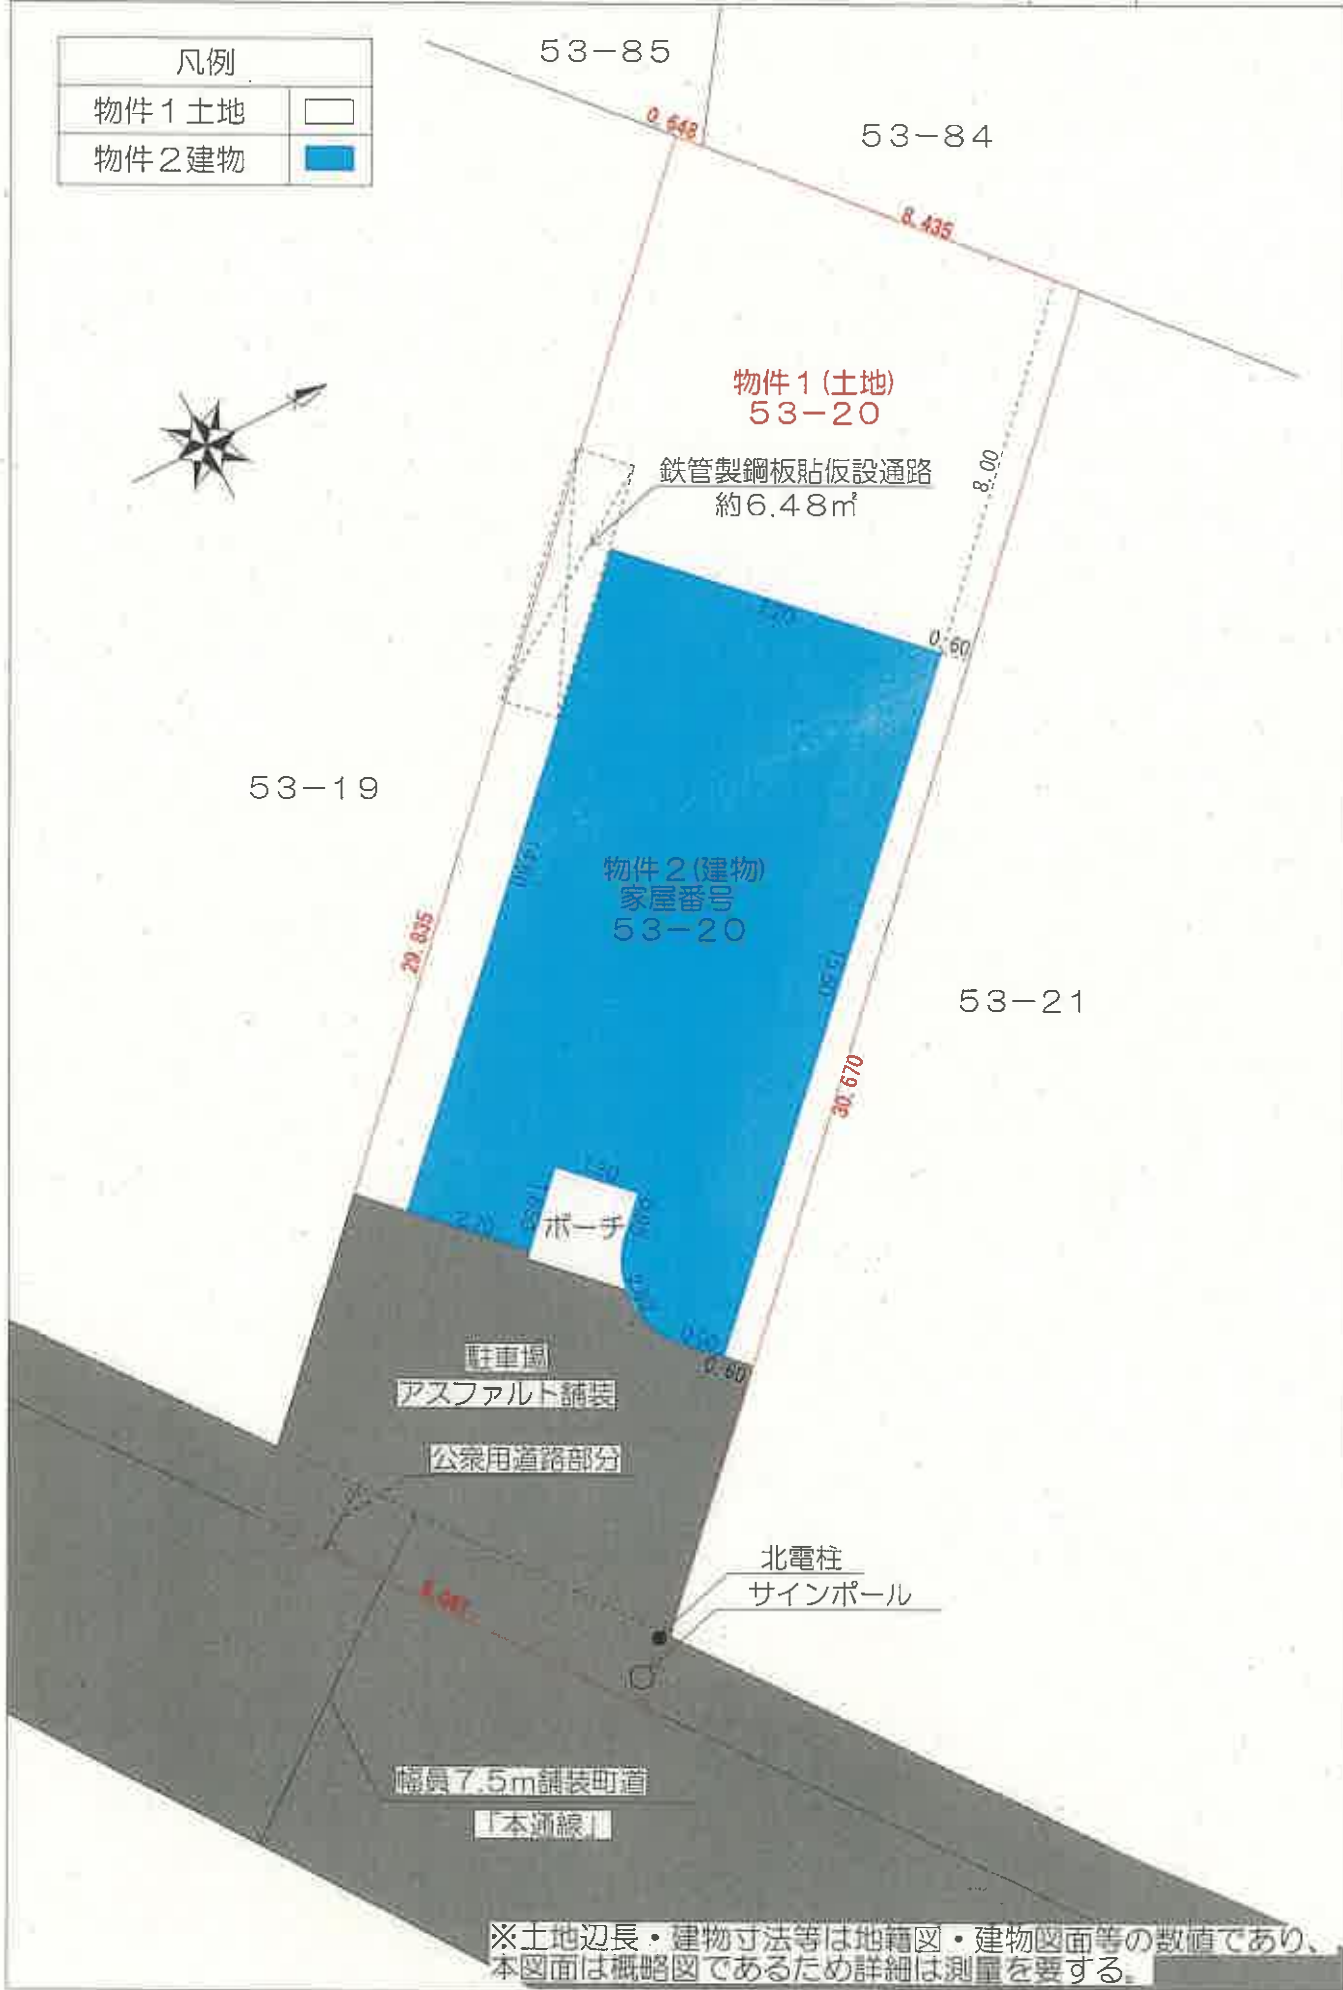 凡例
物件1土地
物件2建物
53-85
0.648
53-84
8.435
物件1(土地)
53-20
鉄管製鋼板貼仮設通路
約6.48㎡
8.00
0.60
53-19
物件2(建物)
家屋番号
53-20
29.835
53-21
30.670
ポーチ
0.60
駐車場
アスファルト舗装
公衆用道路部分
北電柱
サインポール
幅員7.5m舗装町道
「本通線」
※土地辺長・建物寸法等は地籍図・建物図面等の数値であり、
本図面は概略図であるため詳細は測量を要する。